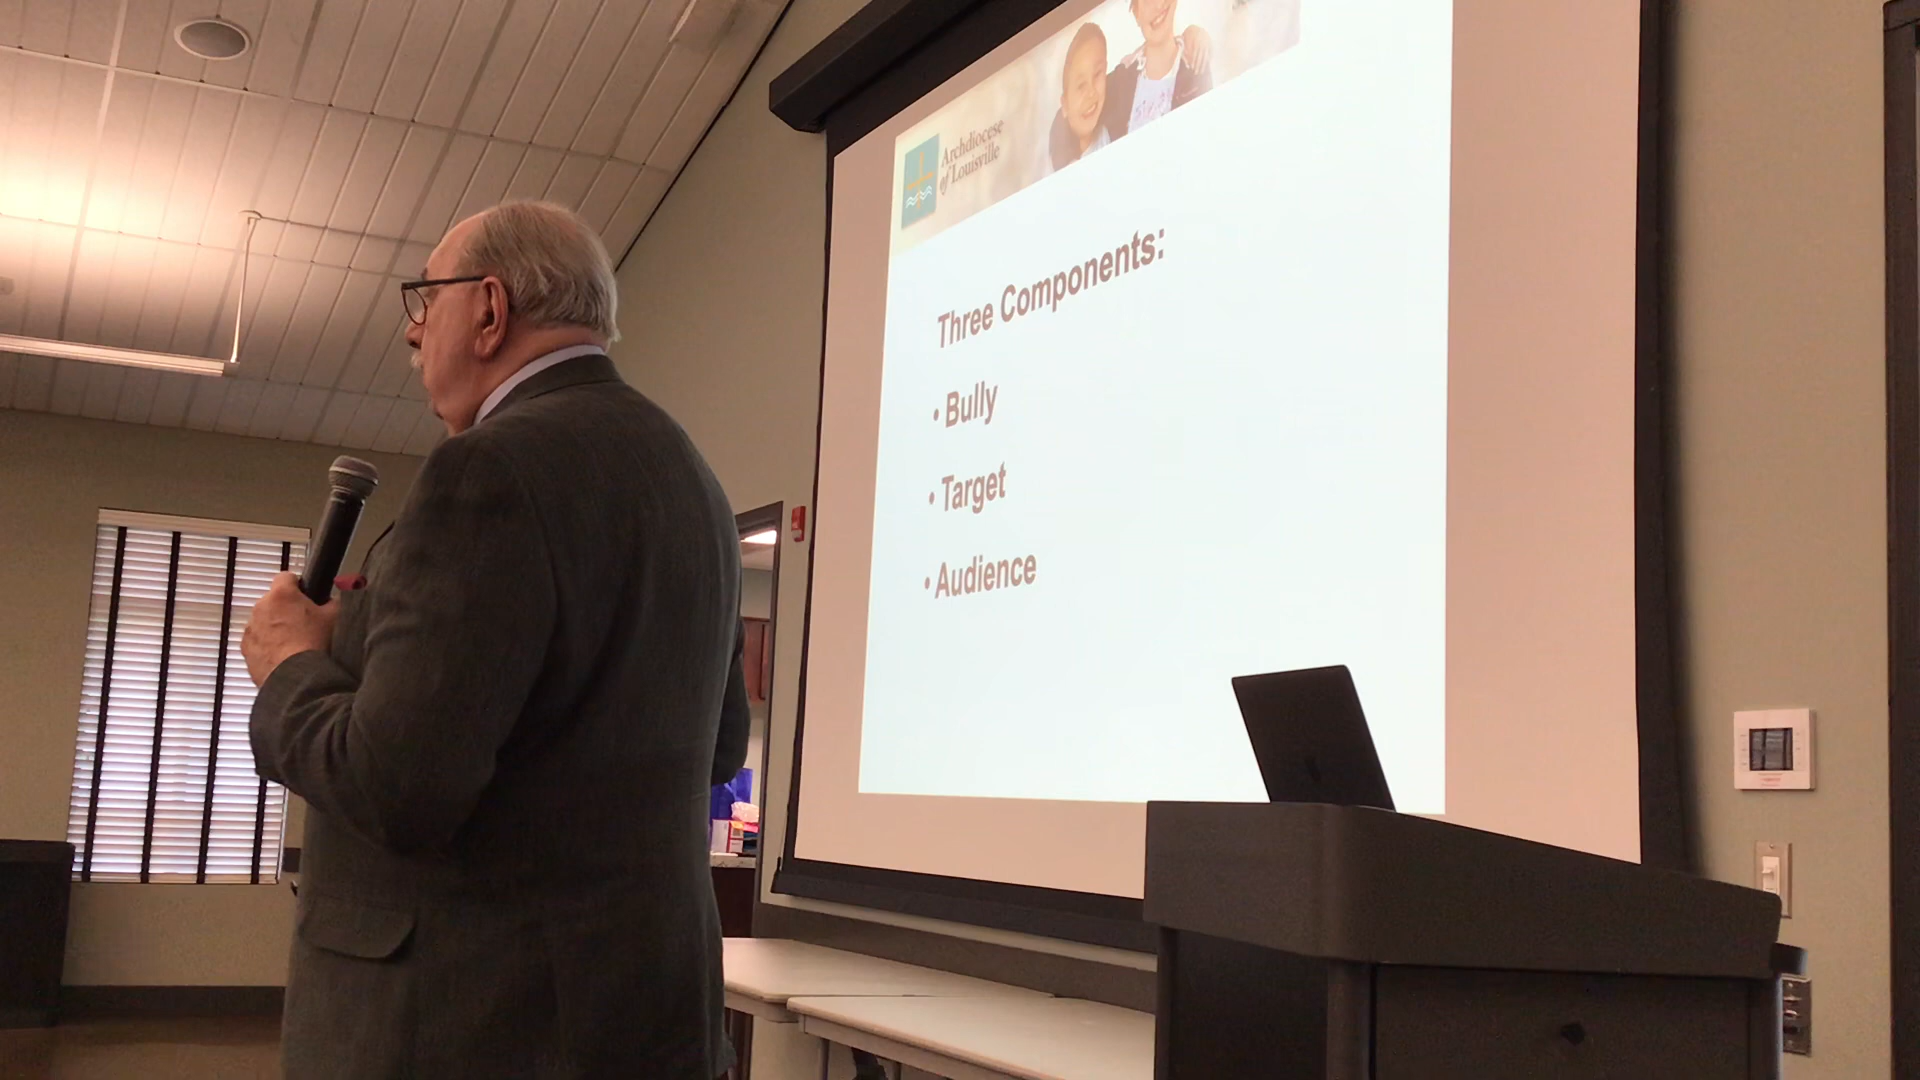 Archdiocese
of Louisville
Three Components:
• Bully
• Target
• Audience